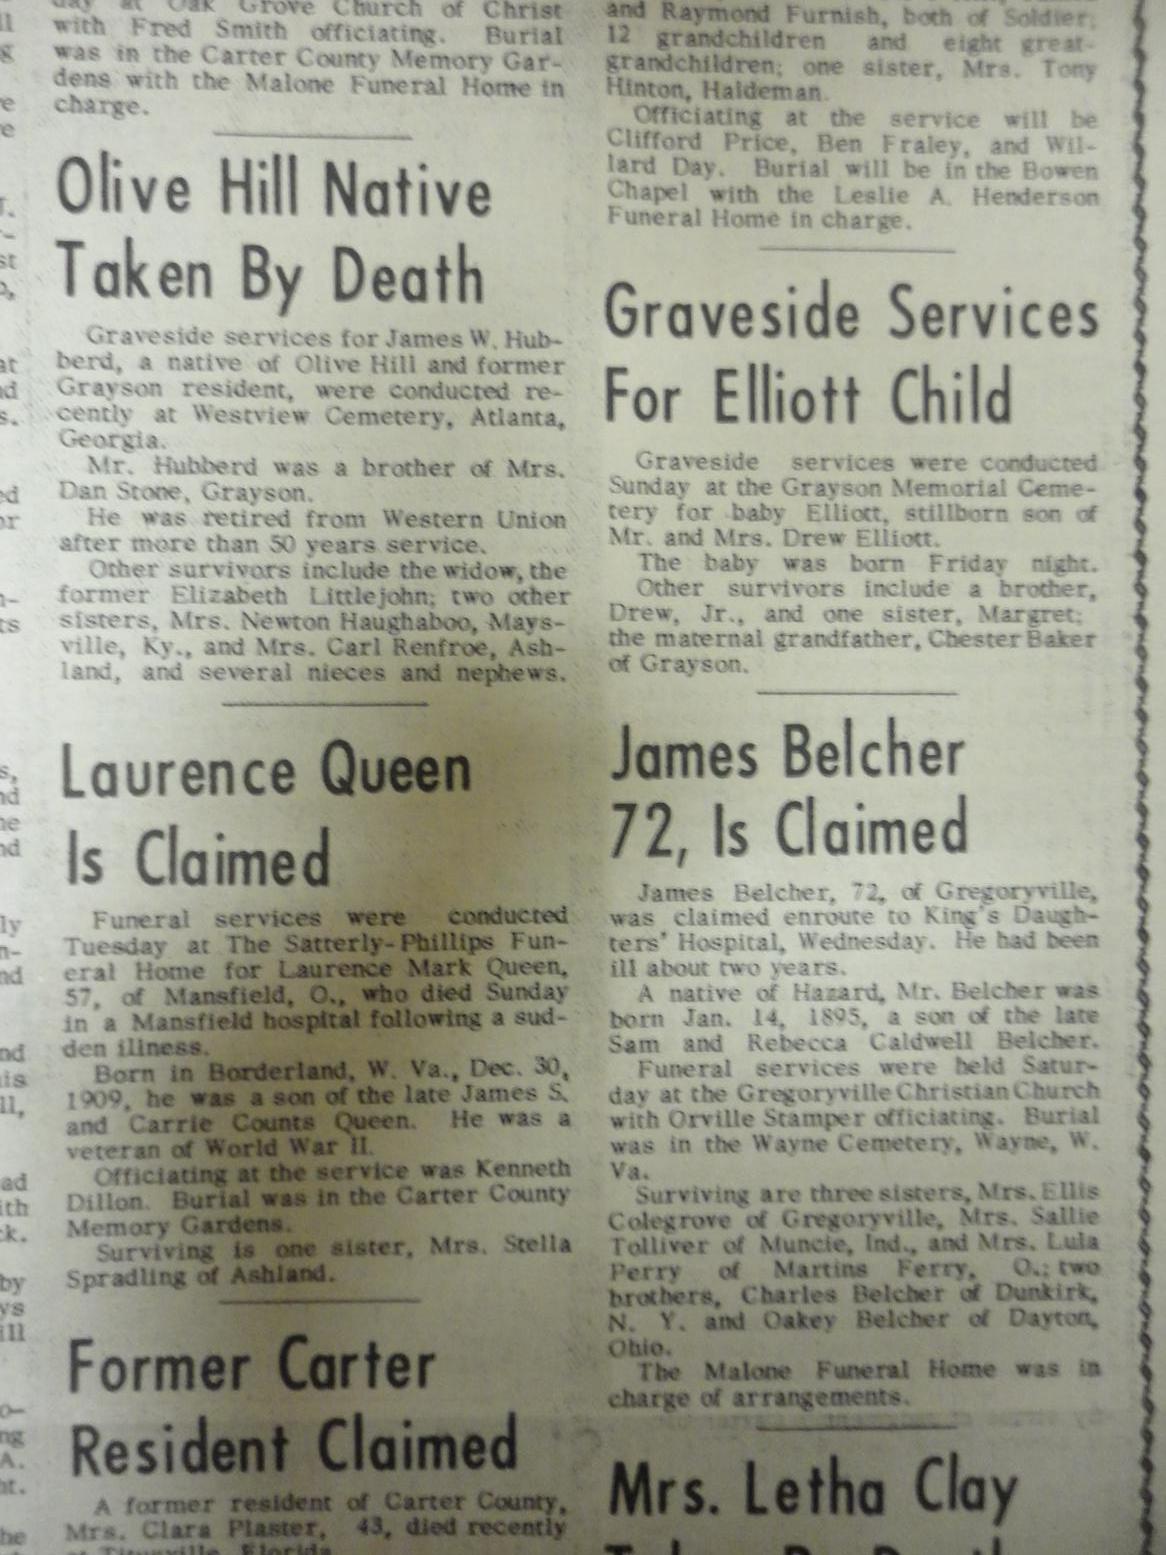 day at Oak Grove Church of Christ
with Fred Smith officiating. Burial
was in the Carter County Memory Gar-
dens with the Malone Funeral Home in
charge.
Olive Hill Native
Taken By Death
Graveside services for James W. Hub-
berd, a native of Olive Hill and former
Grayson resident, were conducted re-
cently at Westview Cemetery, Atlanta,
Georgia.
Mr. Hubberd was a brother of Mrs.
Dan Stone, Grayson.
He was retired from Western Union
after more than 50 years service.
Other survivors include the widow, the
former Elizabeth Littlejohn; two other
sisters, Mrs. Newton Haughaboo, Mays-
ville, Ky., and Mrs. Carl Renfroe, Ash-
land, and several nieces and nephews.
Laurence Queen
Is Claimed
Funeral services were conducted
Tuesday at The Satterly-Phillips Fun-
eral Home for Laurence Mark Queen,
57, of Mansfield, O., who died Sunday
in a Mansfield hospital following a sud-
den illness.
Born in Borderland, W. Va., Dec. 30,
1909, he was a son of the late James S.
and Carrie Counts Queen. He was a
veteran of World War II.
Officiating at the service was Kenneth
Dillon. Burial was in the Carter County
Memory Gardens.
Surviving is one sister, Mrs. Stella
Spradling of Ashland.
Former Carter
Resident Claimed
A former resident of Carter County,
Mrs. Clara Plaster, 43, died recently
at Titusville, Florida
and Raymond Furnish, both of Soldier;
12 grandchildren and eight great-
grandchildren; one sister, Mrs. Tony
Hinton, Haldeman.
Officiating at the service will be
Clifford Price, Ben Fraley, and Wil-
lard Day. Burial will be in the Bowen
Chapel with the Leslie A. Henderson
Funeral Home in charge.
Graveside Services
For Elliott Child
Graveside services were conducted
Sunday at the Grayson Memorial Ceme-
tery for baby Elliott, stillborn son of
Mr. and Mrs. Drew Elliott.
The baby was born Friday night.
Other survivors include a brother,
Drew, Jr., and one sister, Margret;
the maternal grandfather, Chester Baker
of Grayson.
James Belcher
72, Is Claimed
James Belcher, 72, of Gregoryville,
was claimed enroute to King's Daugh-
ters' Hospital, Wednesday. He had been
ill about two years.
A native of Hazard, Mr. Belcher was
born Jan. 14, 1895, a son of the late
Sam and Rebecca Caldwell Belcher.
Funeral services were held Satur-
day at the Gregoryville Christian Church
with Orville Stamper officiating. Burial
was in the Wayne Cemetery, Wayne, W.
Va.
Surviving are three sisters, Mrs. Ellis
Colegrove of Gregoryville, Mrs. Sallie
Tolliver of Muncie, Ind., and Mrs. Lula
Perry of Martins Ferry, O.; two
brothers, Charles Belcher of Dunkirk,
N. Y. and Oakey Belcher of Dayton,
Ohio.
The Malone Funeral Home was in
charge of arrangements.
Mrs. Letha Clay